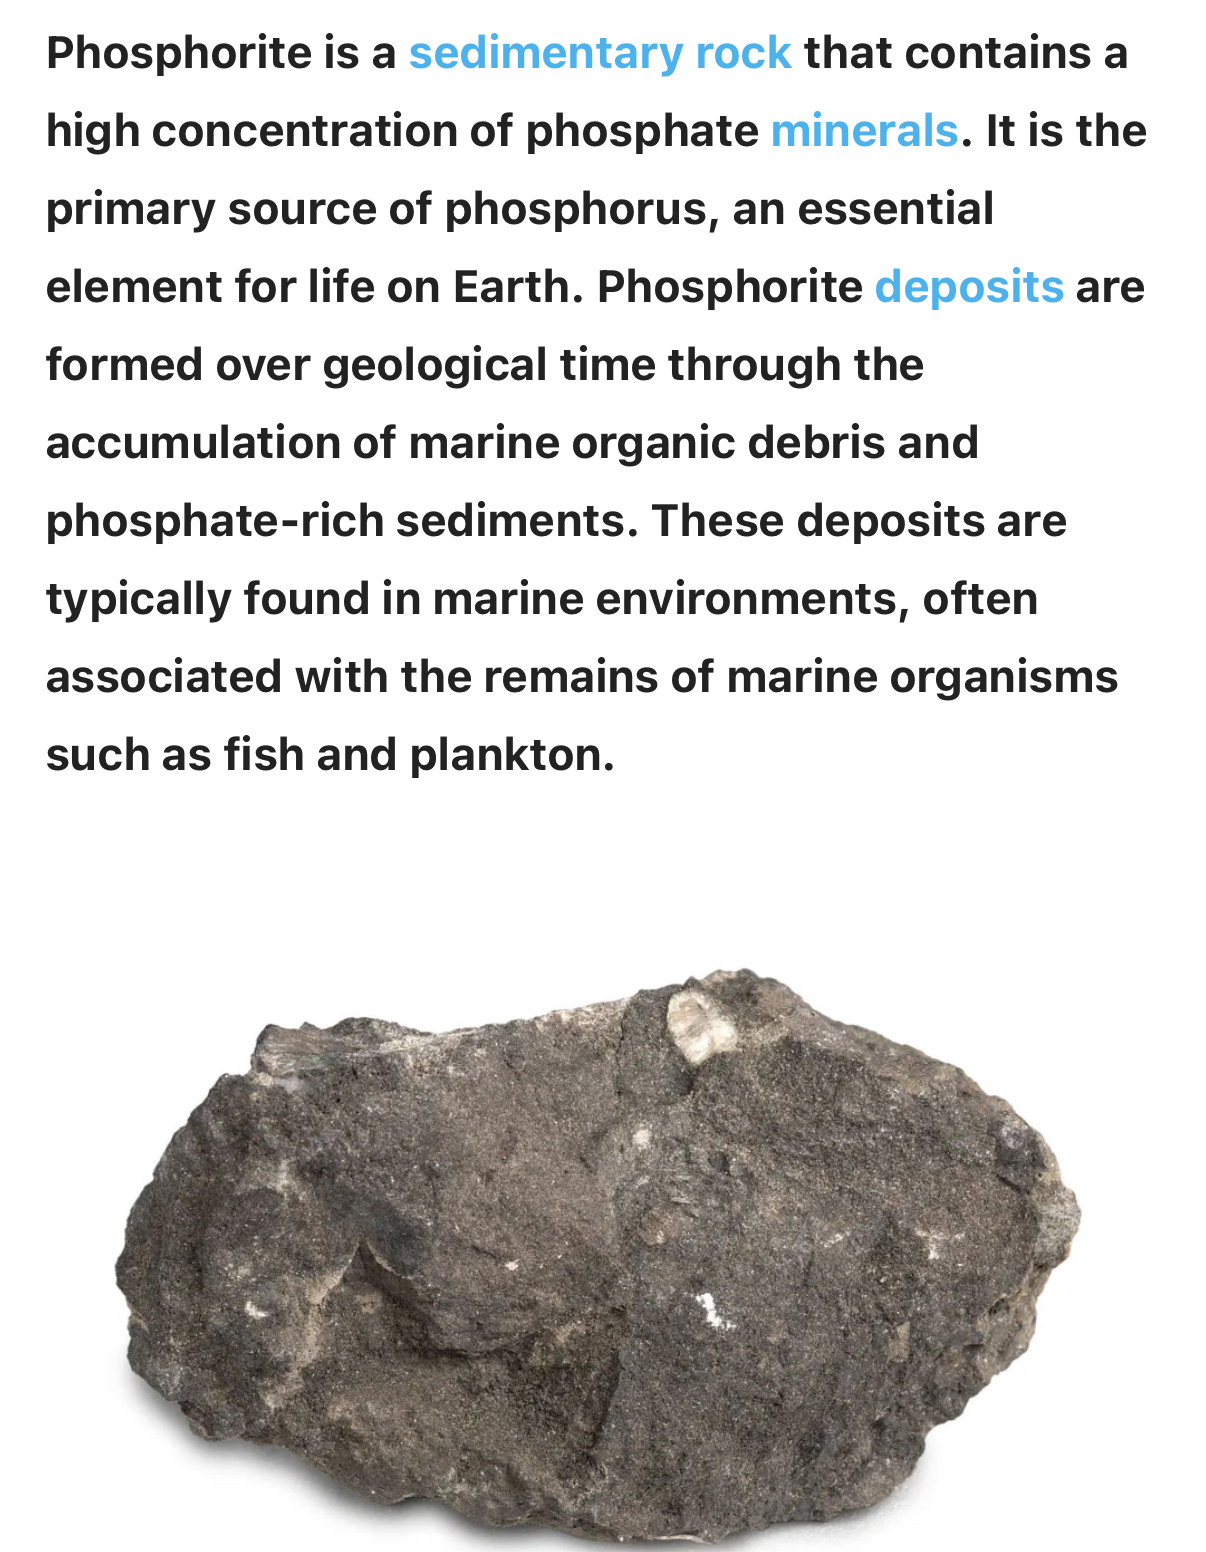 Phosphorite is a sedimentary rock that contains a
high concentration of phosphate minerals. It is the
primary source of phosphorus, an essential
element for life on Earth. Phosphorite deposits are
formed over geological time through the
accumulation of marine organic debris and
phosphate-rich sediments. These deposits are
typically found in marine environments, often
associated with the remains of marine organisms
such as fish and plankton.